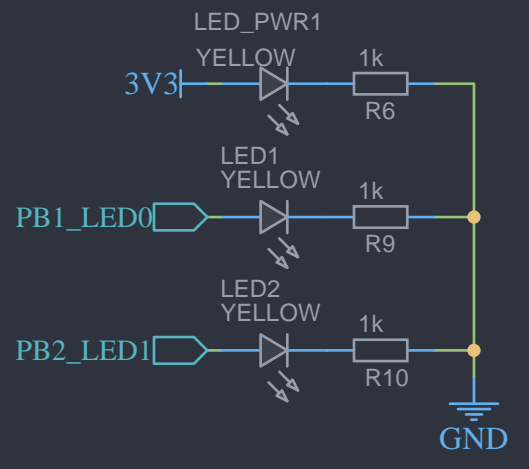 LED_PWR1
YELLOW
1k
3V3
R6
LED1
YELLOW
1k
PB1_LED0
R9
LED2
YELLOW
1k
PB2_LED1
R10
GND